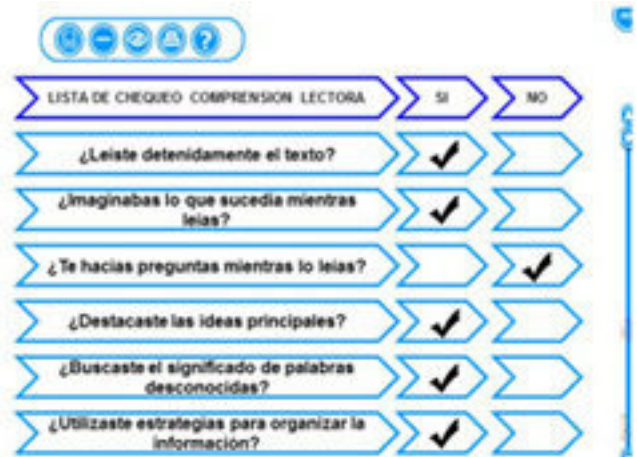 LISTA DE CHEQUEO COMPRENSION LECTORA SI NO
¿Leiste detenidamente el texto?
¿Imaginabas lo que sucedia mientras
leias?
¿Te hacias preguntas mientras lo leias?
¿Destacaste las ideas principales?
¿Buscaste el significado de palabras
desconocidas?
¿Utilizaste estrategias para organizar la
información?